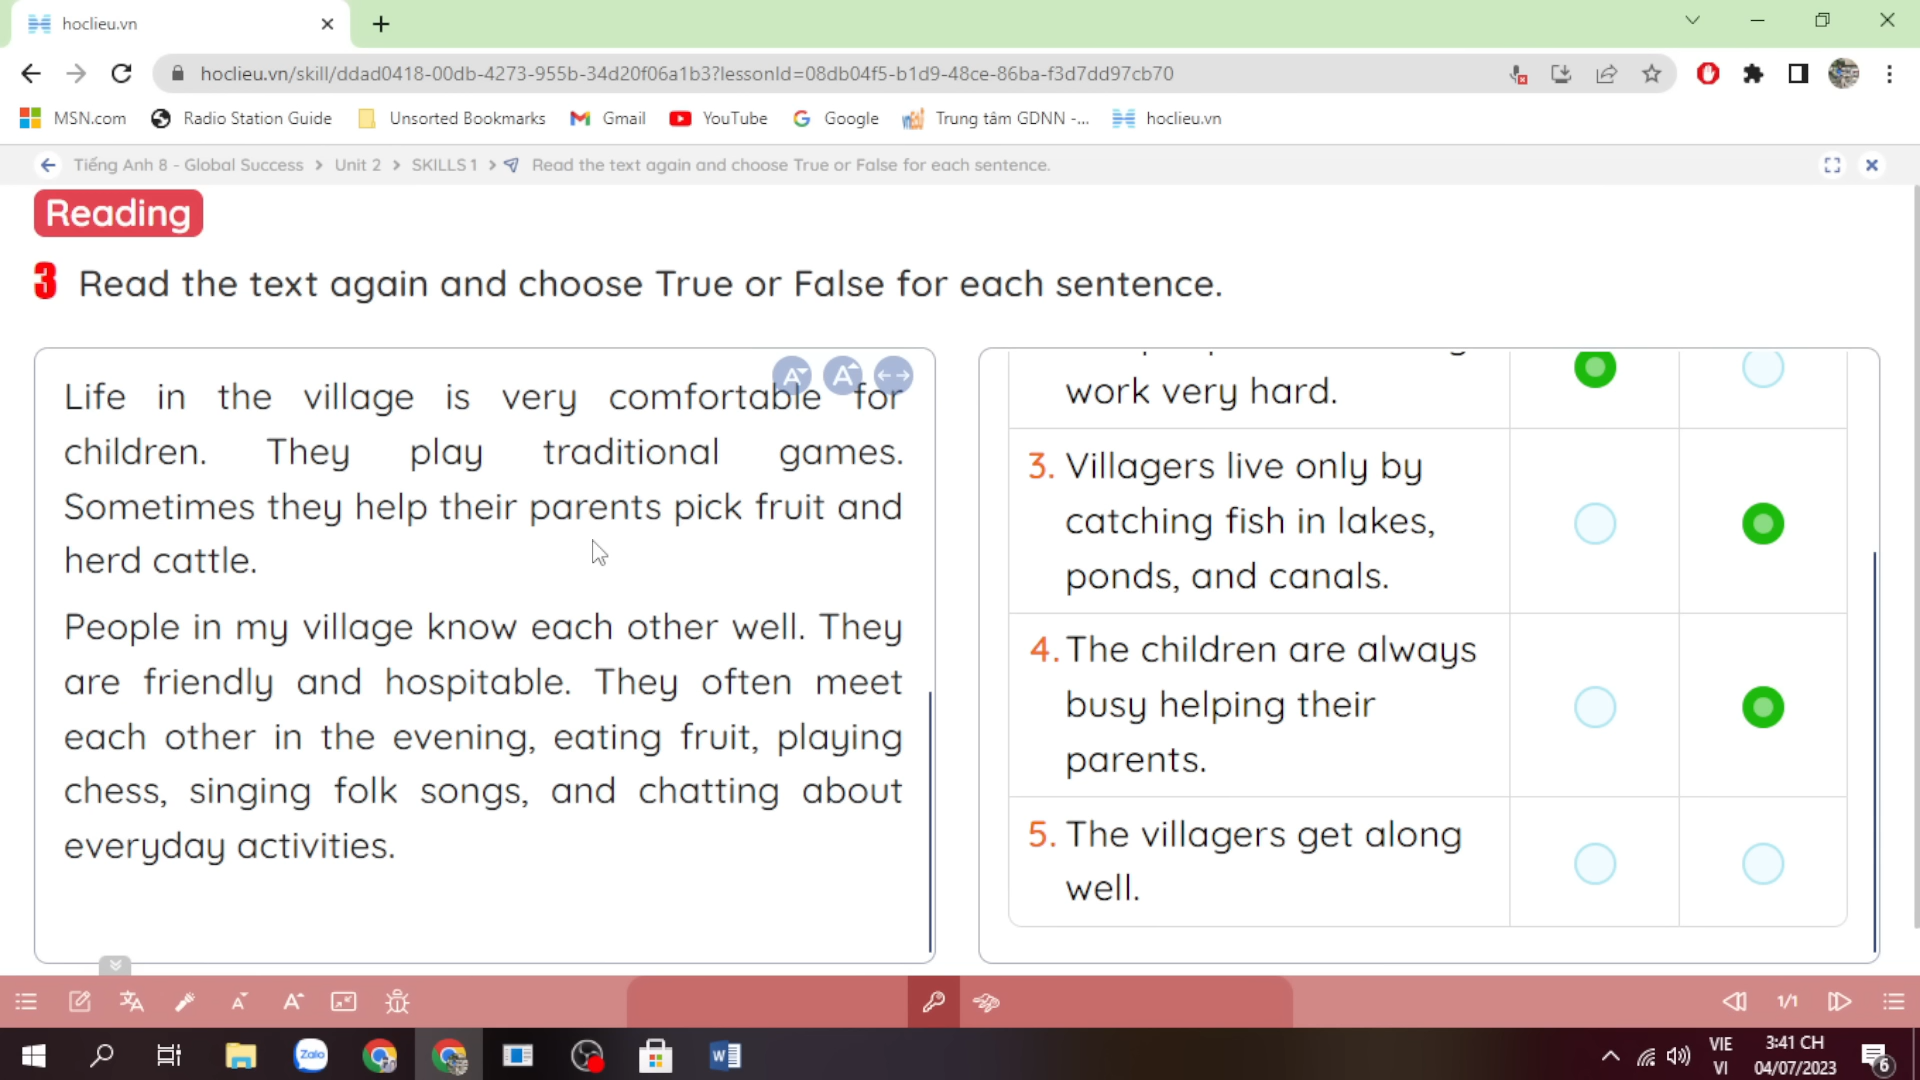 hoclieu.vn
hoclieu.vn/skill/ddad0418-00db-4273-955b-34d20f06a1b3?lessonId=08db04f5-b1d9-48ce-86ba-f3d7dd97cb70
MSN.com Radio Station Guide Unsorted Bookmarks Gmail YouTube Google Trung tâm GDNN -... hoclieu.vn
Tiếng Anh 8 - Global Success > Unit 2 > SKILLS 1 > Read the text again and choose True or False for each sentence.
Reading
3 Read the text again and choose True or False for each sentence.
Life in the village is very comfortable for
children. They play traditional games.
Sometimes they help their parents pick fruit and
herd cattle.
People in my village know each other well. They
are friendly and hospitable. They often meet
each other in the evening, eating fruit, playing
chess, singing folk songs, and chatting about
everyday activities.
work very hard.
3. Villagers live only by
catching fish in lakes,
ponds, and canals.
4. The children are always
busy helping their
parents.
5. The villagers get along
well.
1/1
Zalo
VIE
VI
3:41 CH
04/07/2023
6